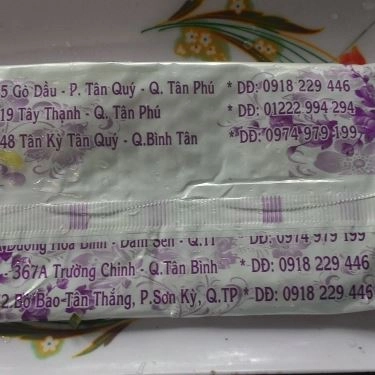 5 Gò Dầu - P. Tân Quý - Q. Tân Phú * DĐ: 0918 229 446
19 Tây Thạnh - Q. Tân Phú * DĐ: 01222 994 294
48 Tân Kỳ Tân Quý - Q.Bình Tân * DĐ: 0974 979 199
Đường Hòa Bình - Đầm Sen - Q.11 * DĐ: 0974 979 199
- 367A Trường Chinh - Q.Tân Bình * DĐ: 0918 229 446
2 Bờ Bao-Tân Thắng, P.Sơn Kỳ, Q.TP * DĐ: 0918 229 446